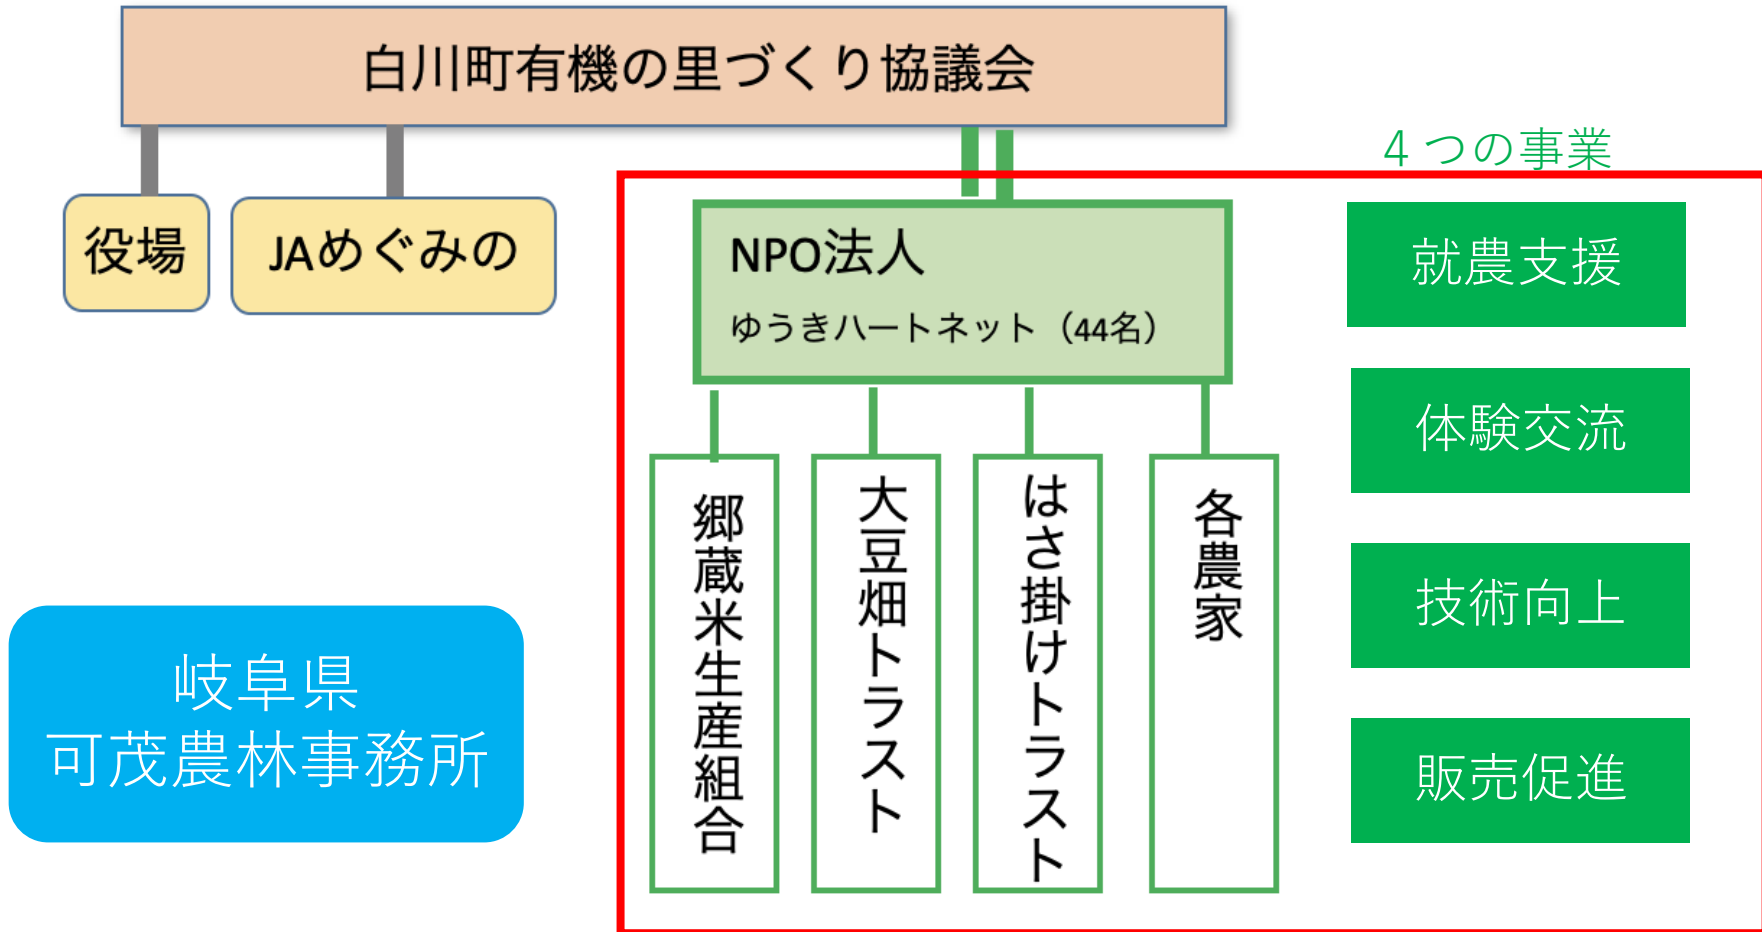 白川町有機の里づくり協議会
役場
JAめぐみの
NPO法人
ゆうきハートネット（44名）
郷蔵米生産組合
大豆畑トラスト
はさ掛けトラスト
各農家
４つの事業
就農支援
体験交流
技術向上
販売促進
岐阜県
可茂農林事務所